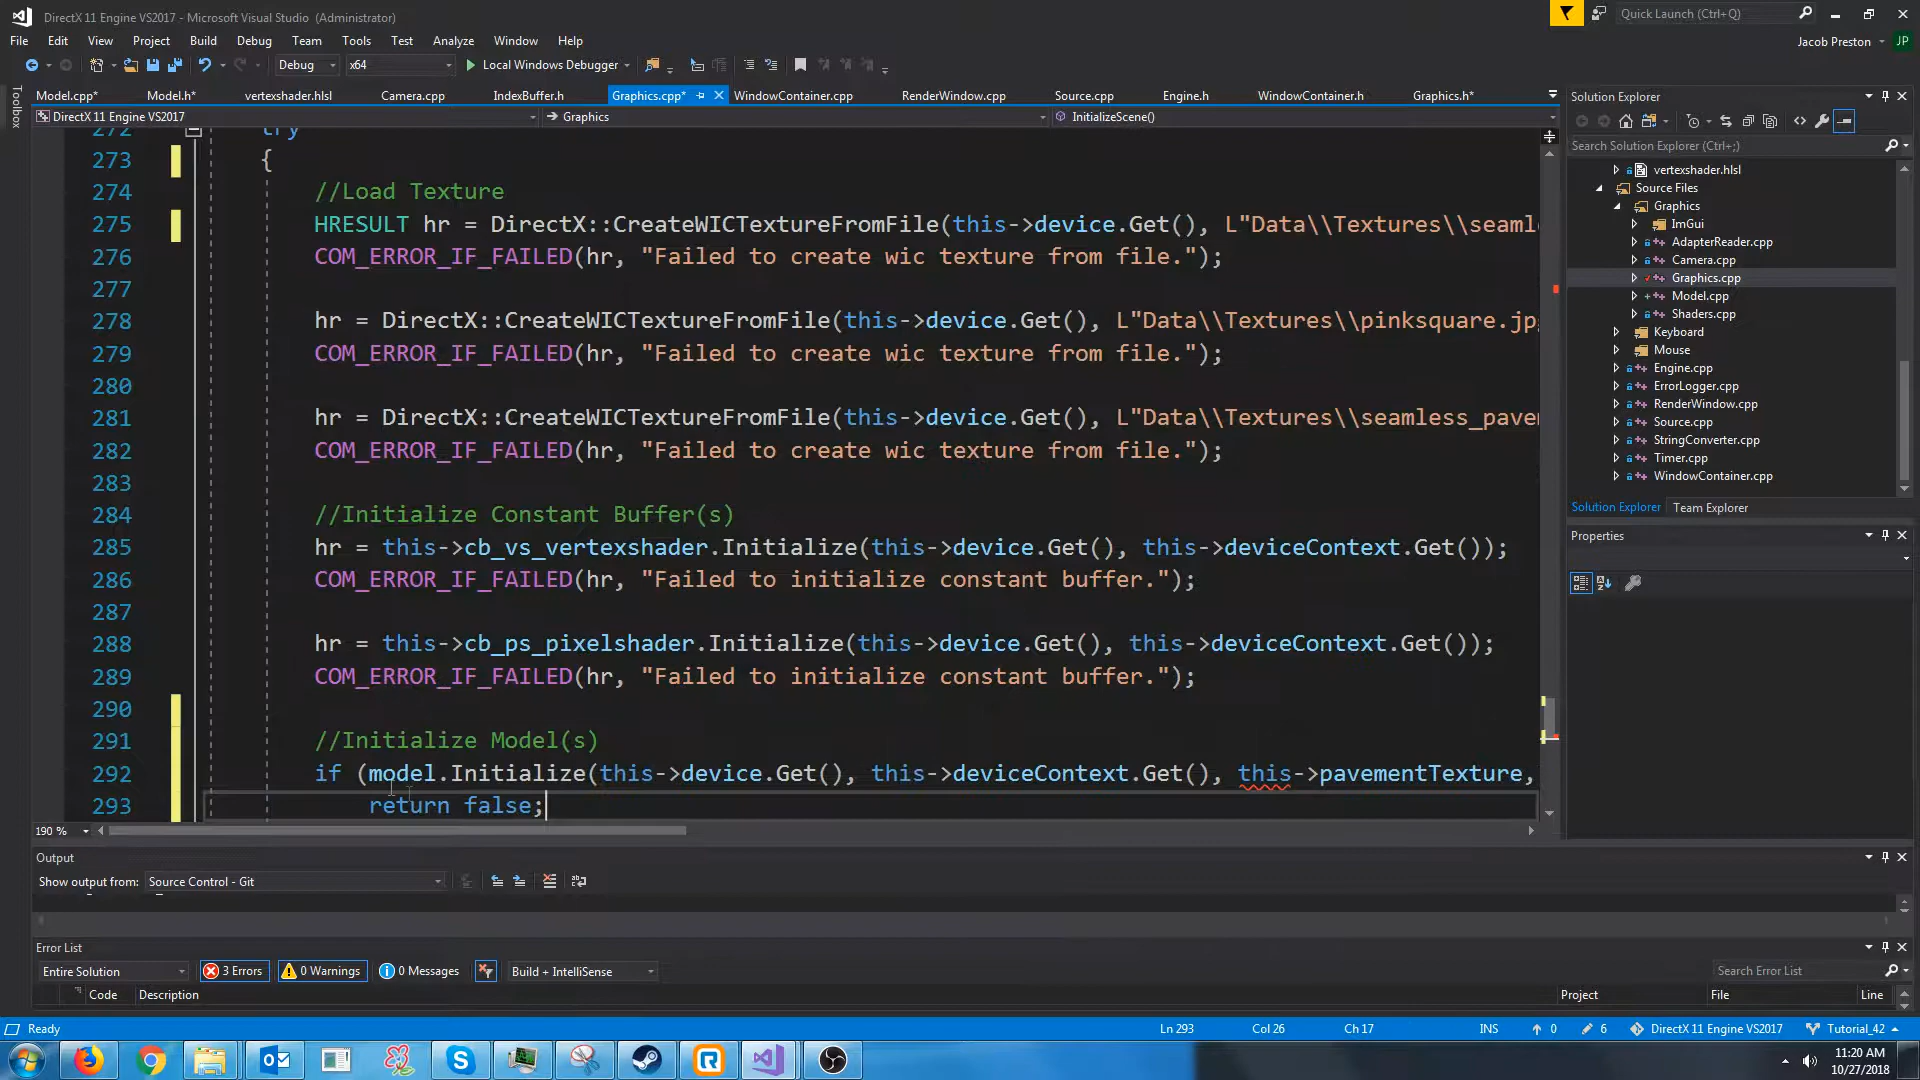 DirectX 11 Engine VS2017 - Microsoft Visual Studio (Administrator)
Quick Launch (Ctrl+Q)
File Edit View Project Build Debug Team Tools Test Analyze Window Help
Jacob Preston JP
Debug x64 Local Windows Debugger
Toolbox
Model.cpp* Model.h* vertexshader.hlsl Camera.cpp IndexBuffer.h Graphics.cpp* WindowContainer.cpp RenderWindow.cpp Source.cpp Engine.h WindowContainer.h Graphics.h*
DirectX 11 Engine VS2017 Graphics InitializeScene()
272 try
273 {
274 //Load Texture
275 HRESULT hr = DirectX::CreateWICTextureFromFile(this->device.Get(), L"Data\\Textures\\seaml
276 COM_ERROR_IF_FAILED(hr, "Failed to create wic texture from file.");
277
278 hr = DirectX::CreateWICTextureFromFile(this->device.Get(), L"Data\\Textures\\pinksquare.jp
279 COM_ERROR_IF_FAILED(hr, "Failed to create wic texture from file.");
280
281 hr = DirectX::CreateWICTextureFromFile(this->device.Get(), L"Data\\Textures\\seamless_pave
282 COM_ERROR_IF_FAILED(hr, "Failed to create wic texture from file.");
283
284 //Initialize Constant Buffer(s)
285 hr = this->cb_vs_vertexshader.Initialize(this->device.Get(), this->deviceContext.Get());
286 COM_ERROR_IF_FAILED(hr, "Failed to initialize constant buffer.");
287
288 hr = this->cb_ps_pixelshader.Initialize(this->device.Get(), this->deviceContext.Get());
289 COM_ERROR_IF_FAILED(hr, "Failed to initialize constant buffer.");
290
291 //Initialize Model(s)
292 if (model.Initialize(this->device.Get(), this->deviceContext.Get(), this->pavementTexture,
293 return false;
190 %
Solution Explorer
Search Solution Explorer (Ctrl+;)
vertexshader.hlsl
Source Files
Graphics
ImGui
AdapterReader.cpp
Camera.cpp
Graphics.cpp
Model.cpp
Shaders.cpp
Keyboard
Mouse
Engine.cpp
ErrorLogger.cpp
RenderWindow.cpp
Source.cpp
StringConverter.cpp
Timer.cpp
WindowContainer.cpp
Solution Explorer Team Explorer
Properties
Output
Show output from: Source Control - Git
Error List
Entire Solution 3 Errors 0 Warnings 0 Messages Build + IntelliSense Search Error List
Code Description Project File Line
Ready Ln 293 Col 26 Ch 17 INS 0 6 DirectX 11 Engine VS2017 Tutorial_42
11:20 AM
10/27/2018